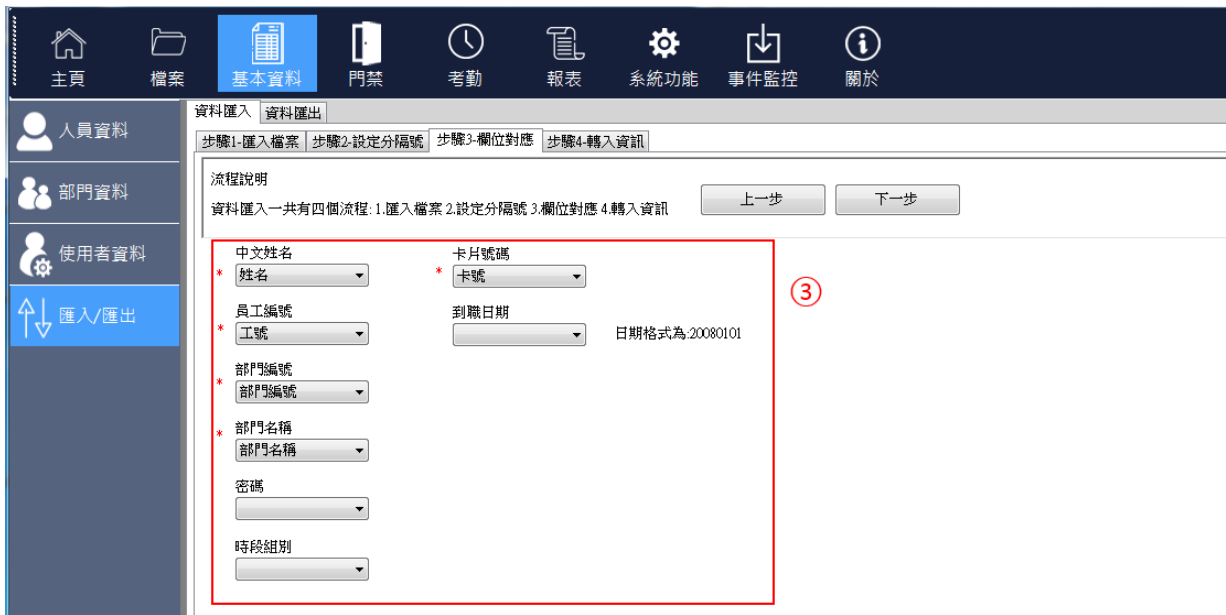 主頁 檔案 基本資料 門禁 考勤 報表 系統功能 事件監控 關於
人員資料
部門資料
使用者資料
匯入/匯出
資料匯入 資料匯出
步驟1-匯入檔案 步驟2-設定分隔號 步驟3-欄位對應 步驟4-轉入資訊
流程說明
資料匯入一共有四個流程: 1.匯入檔案 2.設定分隔號 3.欄位對應 4.轉入資訊
上一步 下一步
中文姓名 卡片號碼
* 姓名 * 卡號
③
員工編號 到職日期
* 工號 日期格式為:20080101
部門編號
* 部門編號
部門名稱
* 部門名稱
密碼
時段組別